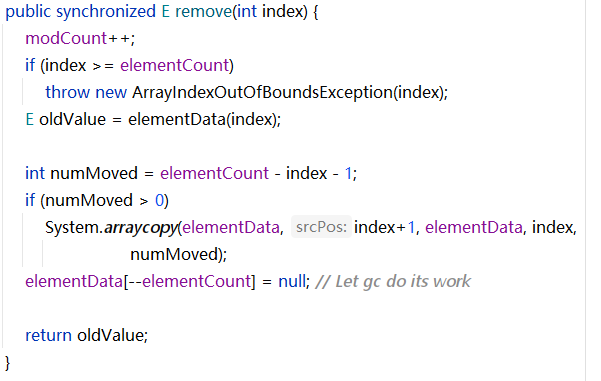 public synchronized E remove(int index) {
modCount++;
if (index >= elementCount)
throw new ArrayIndexOutOfBoundsException(index);
E oldValue = elementData(index);
int numMoved = elementCount - index - 1;
if (numMoved > 0)
System.arraycopy(elementData, srcPos: index+1, elementData, index,
numMoved);
elementData[--elementCount] = null; // Let gc do its work
return oldValue;
}